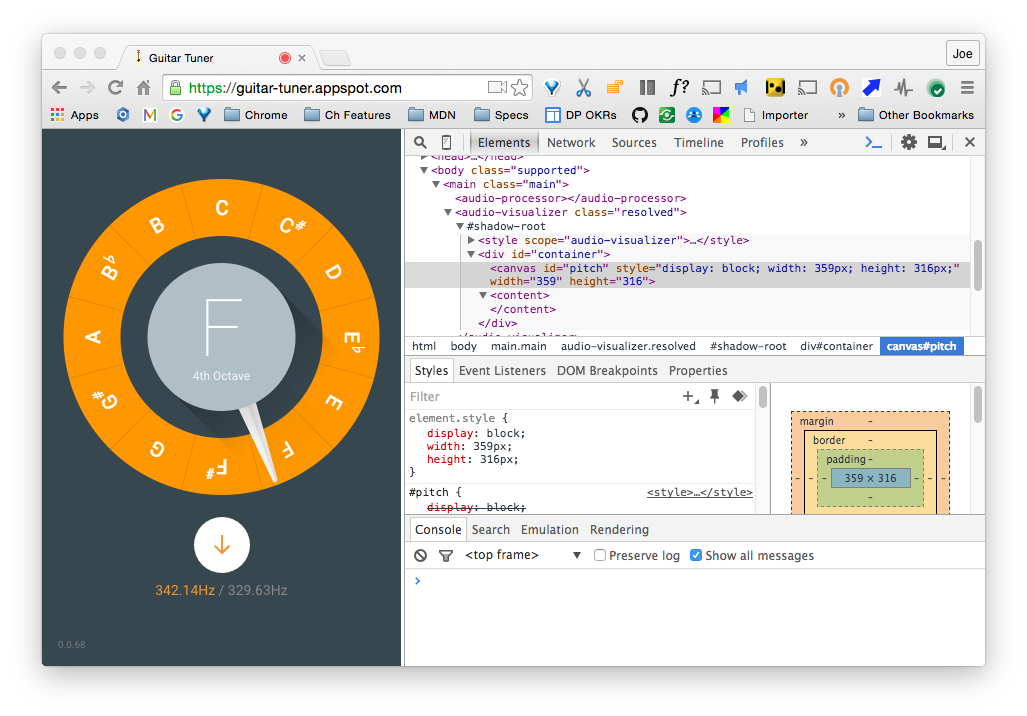 Guitar Tuner
Joe
https://guitar-tuner.appspot.com
f?
Apps
Chrome
Ch Features
MDN
Specs
DP OKRs
Importer
»
Other Bookmarks
C
C#
D
E♭
E
F
F#
G
G#
A
B♭
B
F
4th Octave
342.14Hz / 329.63Hz
0.0.68
Elements Network Sources Timeline Profiles »
<head>…</head>
<body class="supported">
<main class="main">
<audio-processor></audio-processor>
<audio-visualizer class="resolved">
#shadow-root
<style scope="audio-visualizer">…</style>
<div id="container">
<canvas id="pitch" style="display: block; width: 359px; height: 316px;"
width="359" height="316">
<content>
</content>
</div>
</audio-visualizer>
html body main.main audio-visualizer.resolved #shadow-root div#container canvas#pitch
Styles Event Listeners DOM Breakpoints Properties
Filter
element.style {
display: block;
width: 359px;
height: 316px;
}
#pitch { <style>…</style>
display: block;
margin -
border -
padding -
- - - 359 × 316 - - -
-
Console Search Emulation Rendering
<top frame> ▼ Preserve log Show all messages
>